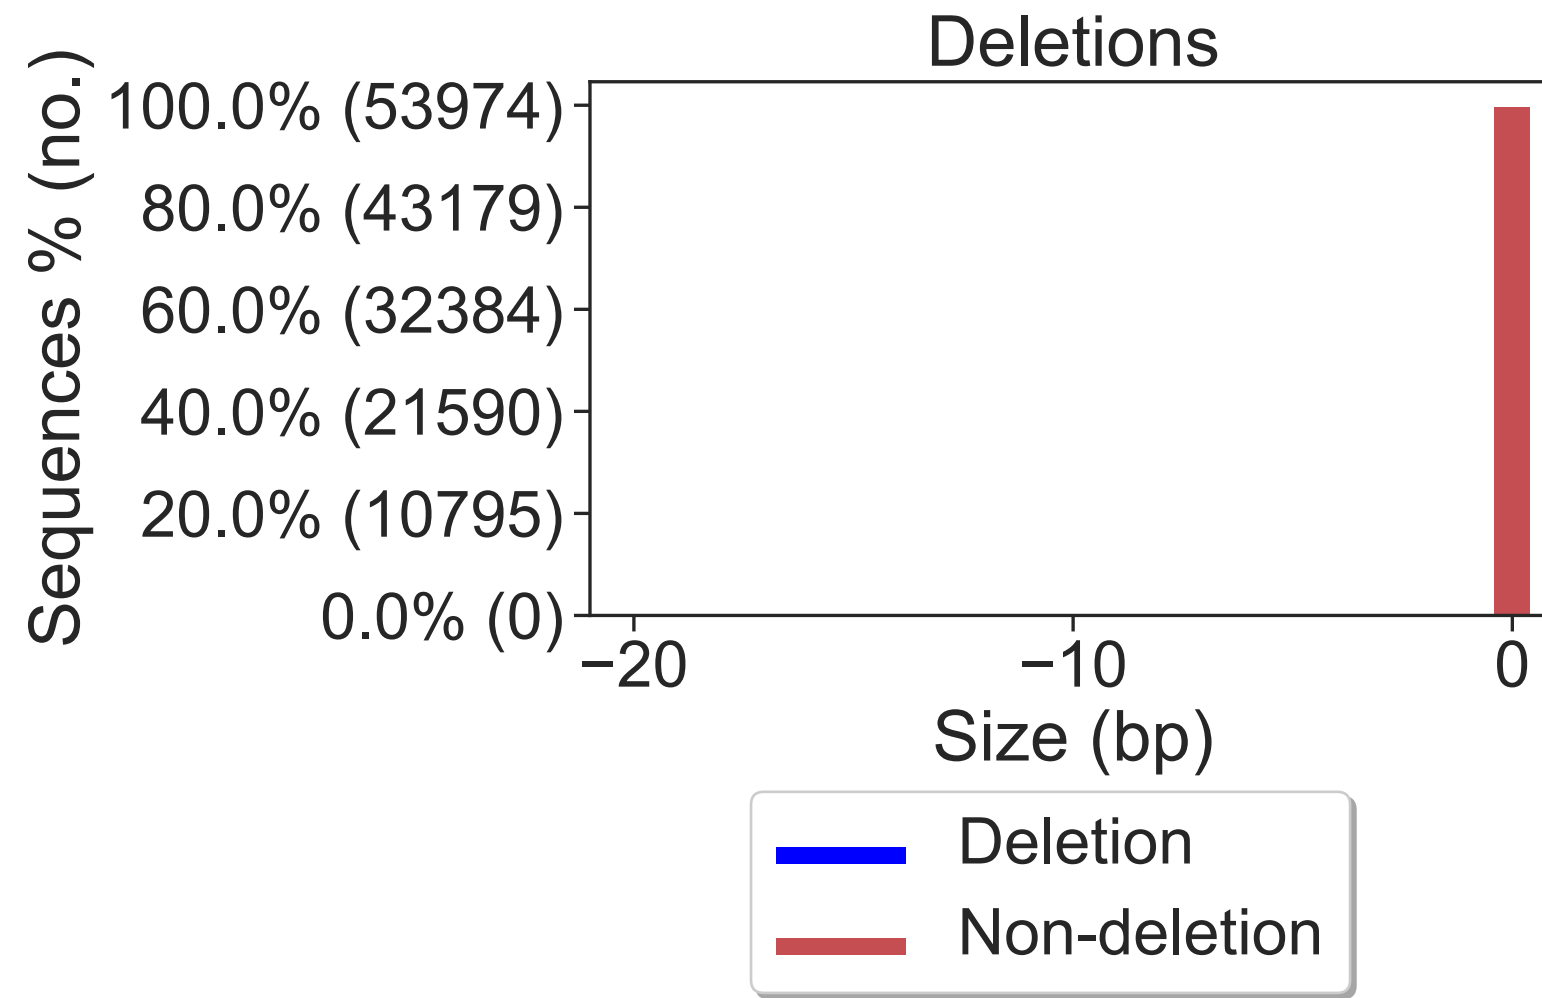 Deletions
Sequences % (no.)
100.0% (53974)
80.0% (43179)
60.0% (32384)
40.0% (21590)
20.0% (10795)
0.0% (0)
−20 −10 0
Size (bp)
Deletion
Non-deletion